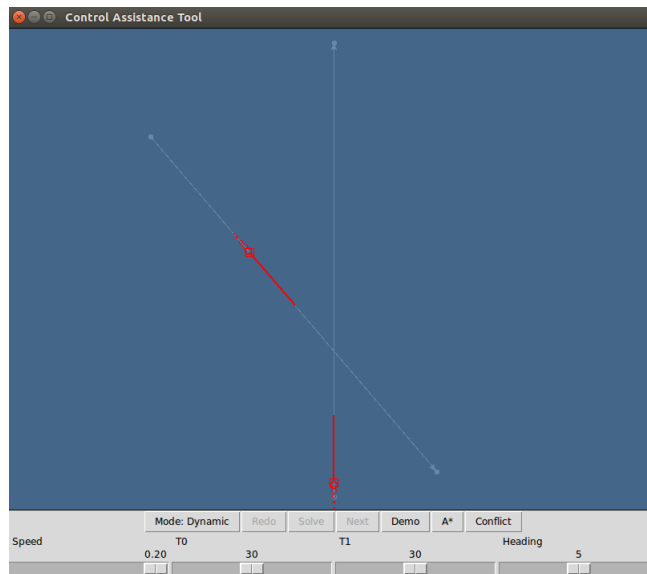 Control Assistance Tool
Mode: Dynamic Redo Solve Next Demo A* Conflict
Speed T0 T1 Heading
0.20 30 30 5